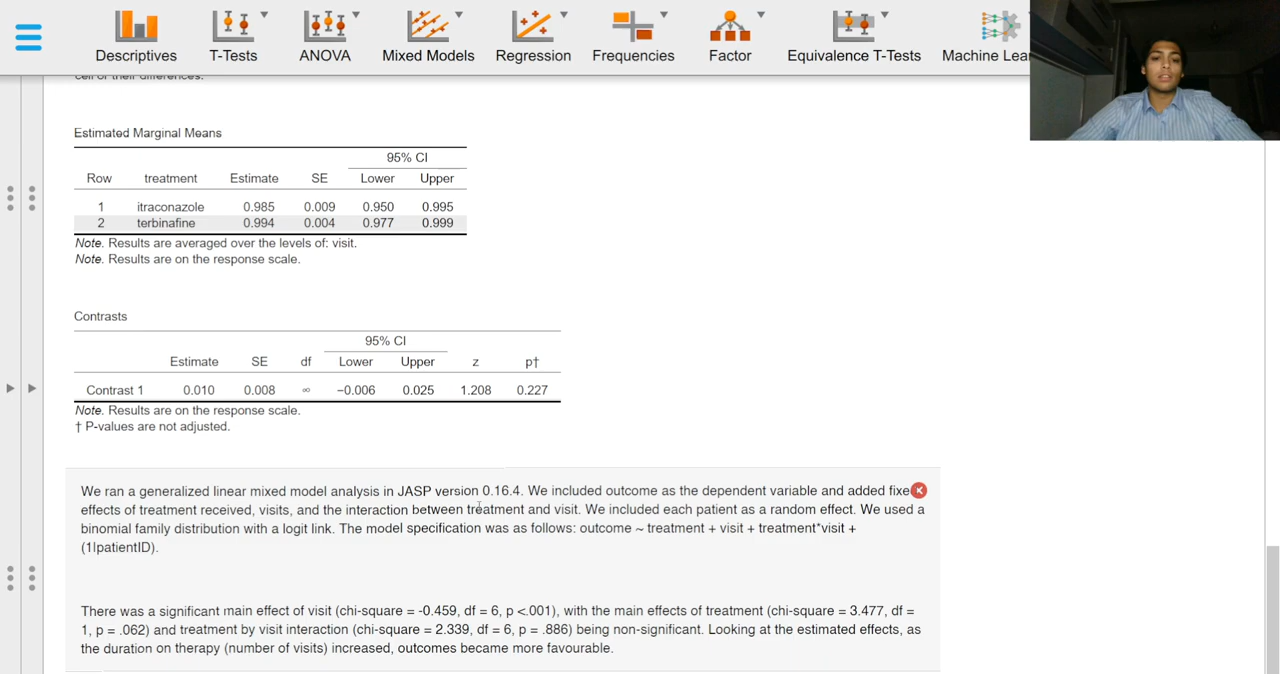 Descriptives
T-Tests
ANOVA
Mixed Models
Regression
Frequencies
Factor
Equivalence T-Tests
Machine Lea
cell of their differences.
Estimated Marginal Means
95% CI
Row treatment Estimate SE Lower Upper
1 itraconazole 0.985 0.009 0.950 0.995
2 terbinafine 0.994 0.004 0.977 0.999
Note. Results are averaged over the levels of: visit.
Note. Results are on the response scale.
Contrasts
95% CI
Estimate SE df Lower Upper z p†
Contrast 1 0.010 0.008 ∞ −0.006 0.025 1.208 0.227
Note. Results are on the response scale.
† P-values are not adjusted.
We ran a generalized linear mixed model analysis in JASP version 0.16.4. We included outcome as the dependent variable and added fixe
effects of treatment received, visits, and the interaction between treatment and visit. We included each patient as a random effect. We used a
binomial family distribution with a logit link. The model specification was as follows: outcome ~ treatment + visit + treatment*visit +
(1|patientID).
There was a significant main effect of visit (chi-square = -0.459, df = 6, p <.001), with the main effects of treatment (chi-square = 3.477, df =
1, p = .062) and treatment by visit interaction (chi-square = 2.339, df = 6, p = .886) being non-significant. Looking at the estimated effects, as
the duration on therapy (number of visits) increased, outcomes became more favourable.